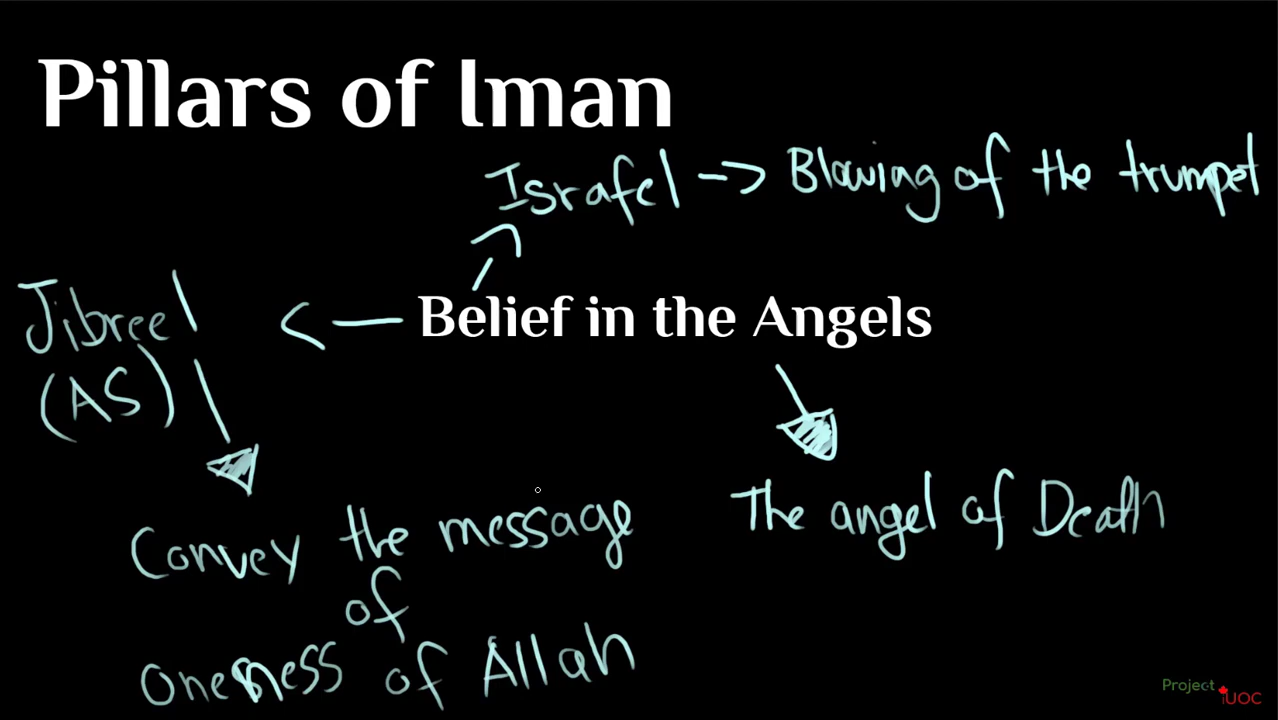 Pillars of Iman
Israfel -> Blowing of the trumpet
Jibreel
(AS)
<— Belief in the Angels
Convey the message
of
Oneness of Allah
The angel of Death
Project
UOC